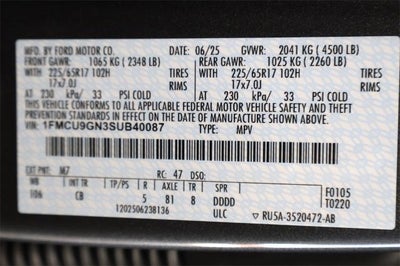 MFD. BY FORD MOTOR CO. 06/25 GVWR: 2041 KG (4500 LB)
FRONT GAWR: 1065 KG (2348 LB) REAR GAWR: 1025 KG (2260 LB)
WITH 225/65R17 102H TIRES WITH 225/65R17 102H TIRES
17x7.0J RIMS 17x7.0J RIMS
AT 230 kPa/ 33 PSI COLD AT 230 kPa/ 33 PSI COLD
THIS VEHICLE CONFORMS TO ALL APPLICABLE FEDERAL MOTOR VEHICLE SAFETY, BUMPER, AND THEFT
PREVENTION STANDARDS IN EFFECT ON THE DATE OF MANUFACTURE SHOWN ABOVE.
VIN: 1FMCU9GN3SUB40087 TYPE: MPV
EXT PNT: M7 RC: 47 DSO:
WB INT TR TP/PS R AXLE TR SPR
106 CB 5 81 8 DDDD
F0105
T0220
1202506238136 ULC RU5A-3520472-AB